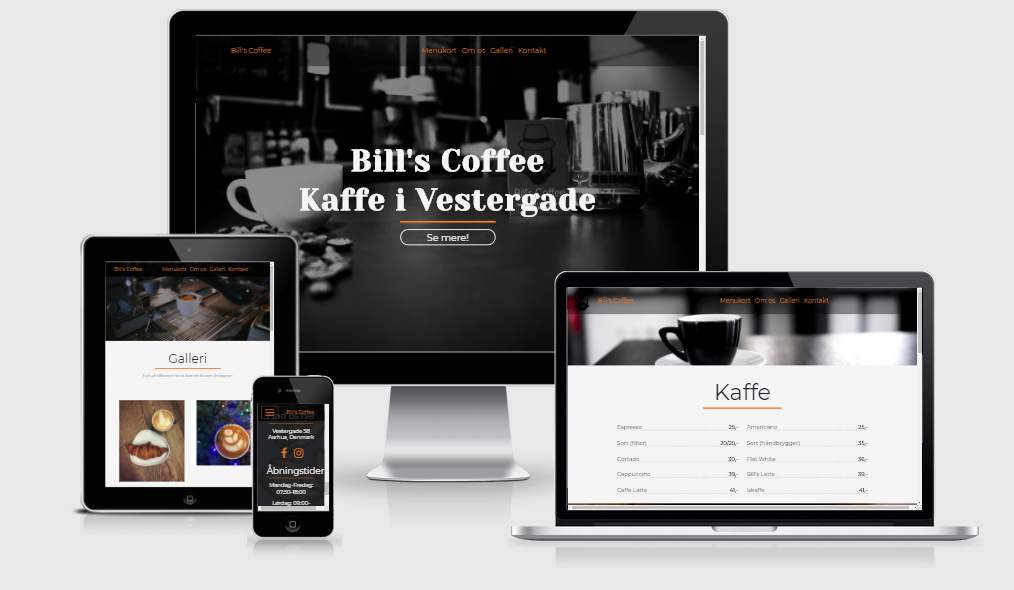 Bill's Coffee
Menukort Om os Galleri Kontakt
Bill's Coffee
Kaffe i Vestergade
Se mere!
Bill's Coffee
Menukort Om os Galleri Kontakt
Galleri
Bill's Coffee
Vestergade 58
Aarhus, Denmark
Åbningstider
Mandag-Fredag:
07:30-18:00
Lørdag: 09:00-
Bill's Coffee
Menukort Om os Galleri Kontakt
Kaffe
Espresso 25,- Americano 25,-
Sort (filter) 20/25,- Sort (håndbrygget) 35,-
Cortado 30,- Flat White 36,-
Cappuccino 39,- Bill's Latte 39,-
Caffe Latte 41,- Iskaffe 41,-